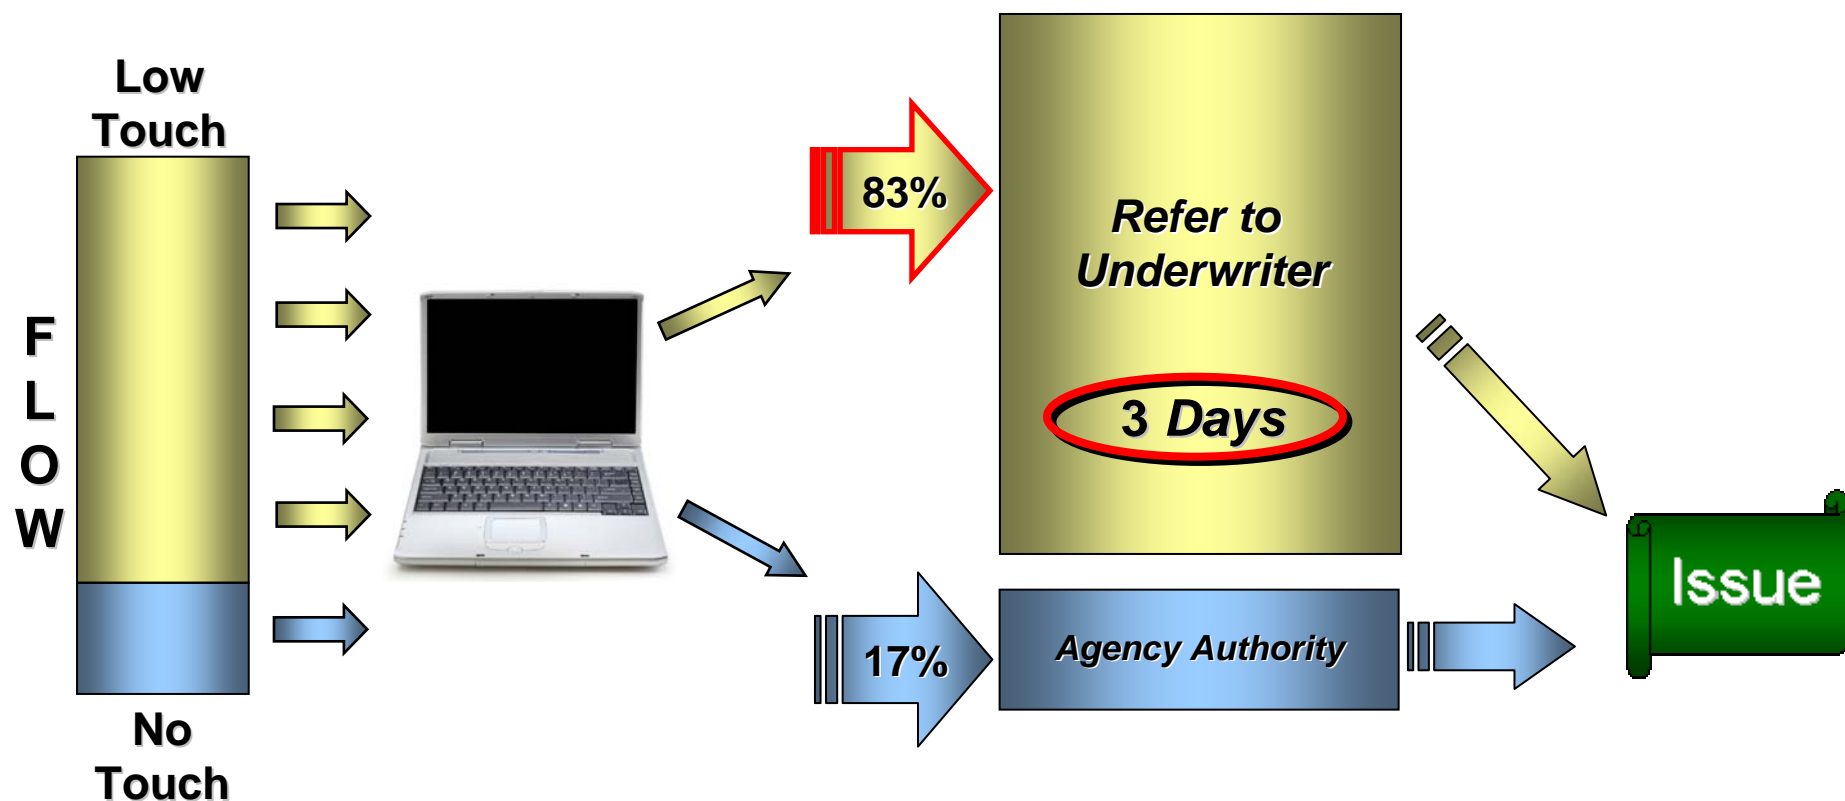 Low
Touch
F
L
O
W
No
Touch
83%
17%
Refer to
Underwriter
3 Days
Agency Authority
Issue